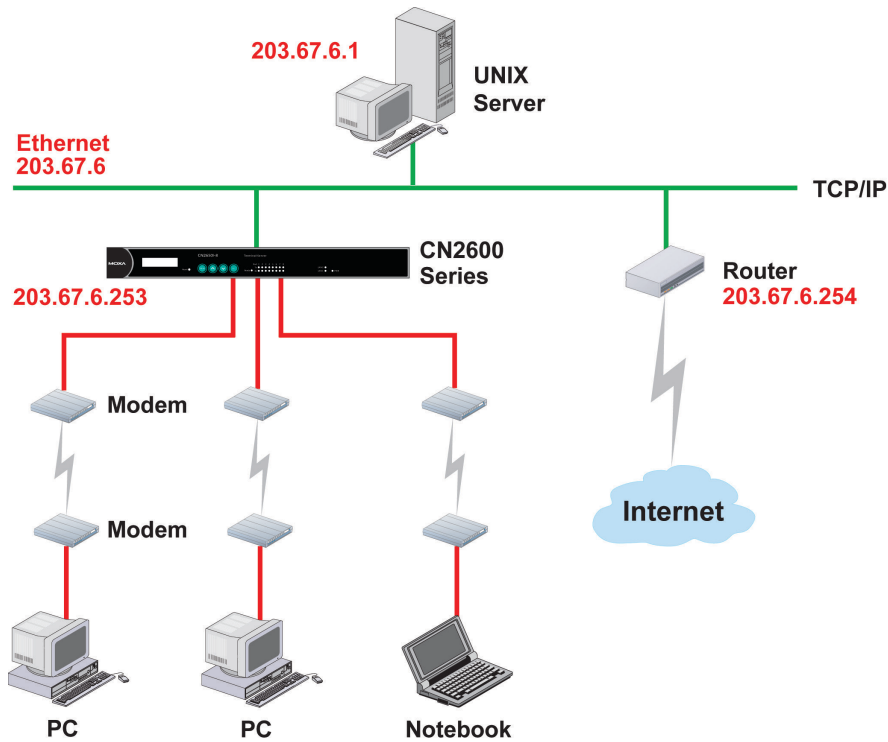 203.67.6.1
UNIX
Server
Ethernet
203.67.6
TCP/IP
MOXA
CN2600
Series
203.67.6.253
Router
203.67.6.254
Modem
Modem
Internet
PC
PC
Notebook